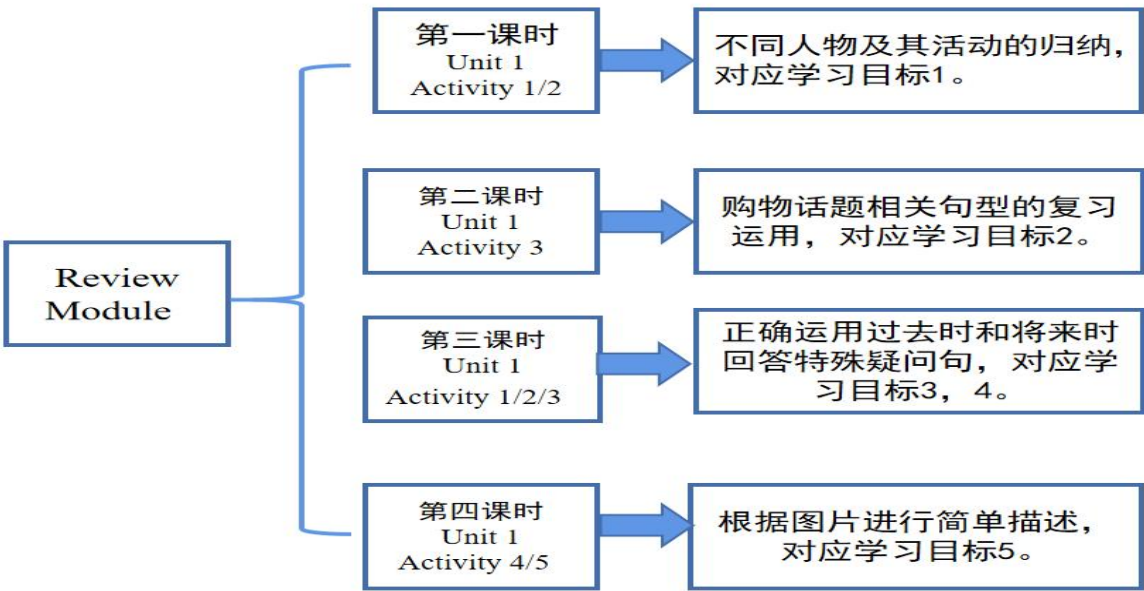 第一课时
Unit 1
Activity 1/2
不同人物及其活动的归纳，
对应学习目标1。
第二课时
Unit 1
Activity 3
购物话题相关句型的复习
运用，对应学习目标2。
Review
Module
第三课时
Unit 1
Activity 1/2/3
正确运用过去时和将来时
回答特殊疑问句，对应学
习目标3，4。
第四课时
Unit 1
Activity 4/5
根据图片进行简单描述，
对应学习目标5。